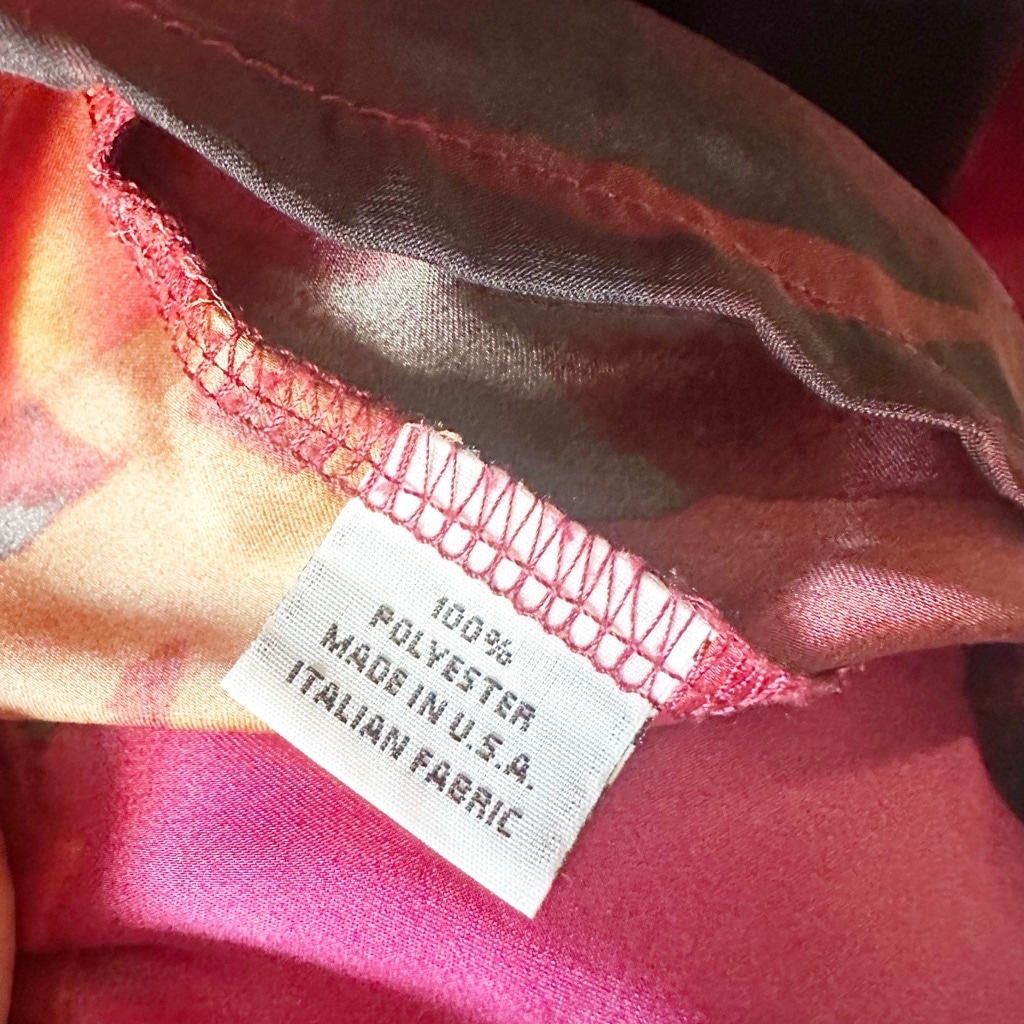 100%
POLYESTER
MADE IN U.S.A.
ITALIAN FABRIC